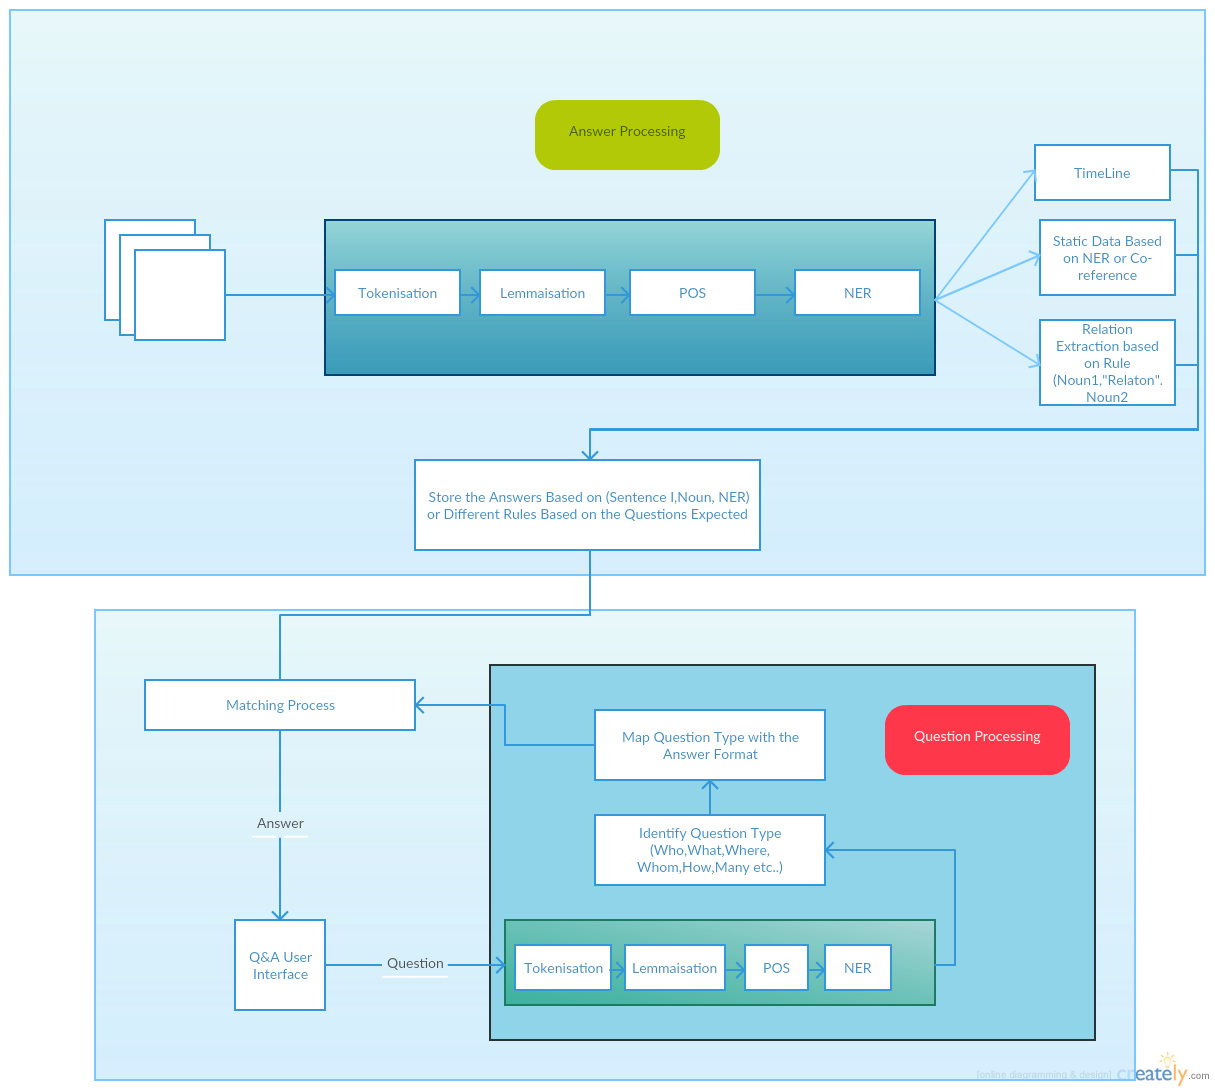 Answer Processing
TimeLine
Static Data Based
on NER or Co-
reference
Tokenisation
Lemmaisation
POS
NER
Relation
Extraction based
on Rule
(Noun1,"Relaton".
Noun2
Store the Answers Based on (Sentence I,Noun, NER)
or Different Rules Based on the Questions Expected
Matching Process
Map Question Type with the
Answer Format
Question Processing
Answer
Identify Question Type
(Who,What,Where,
Whom,How,Many etc..)
Q&A User
Interface
Question
Tokenisation
Lemmaisation
POS
NER
[online diagramming & design]
creately.com